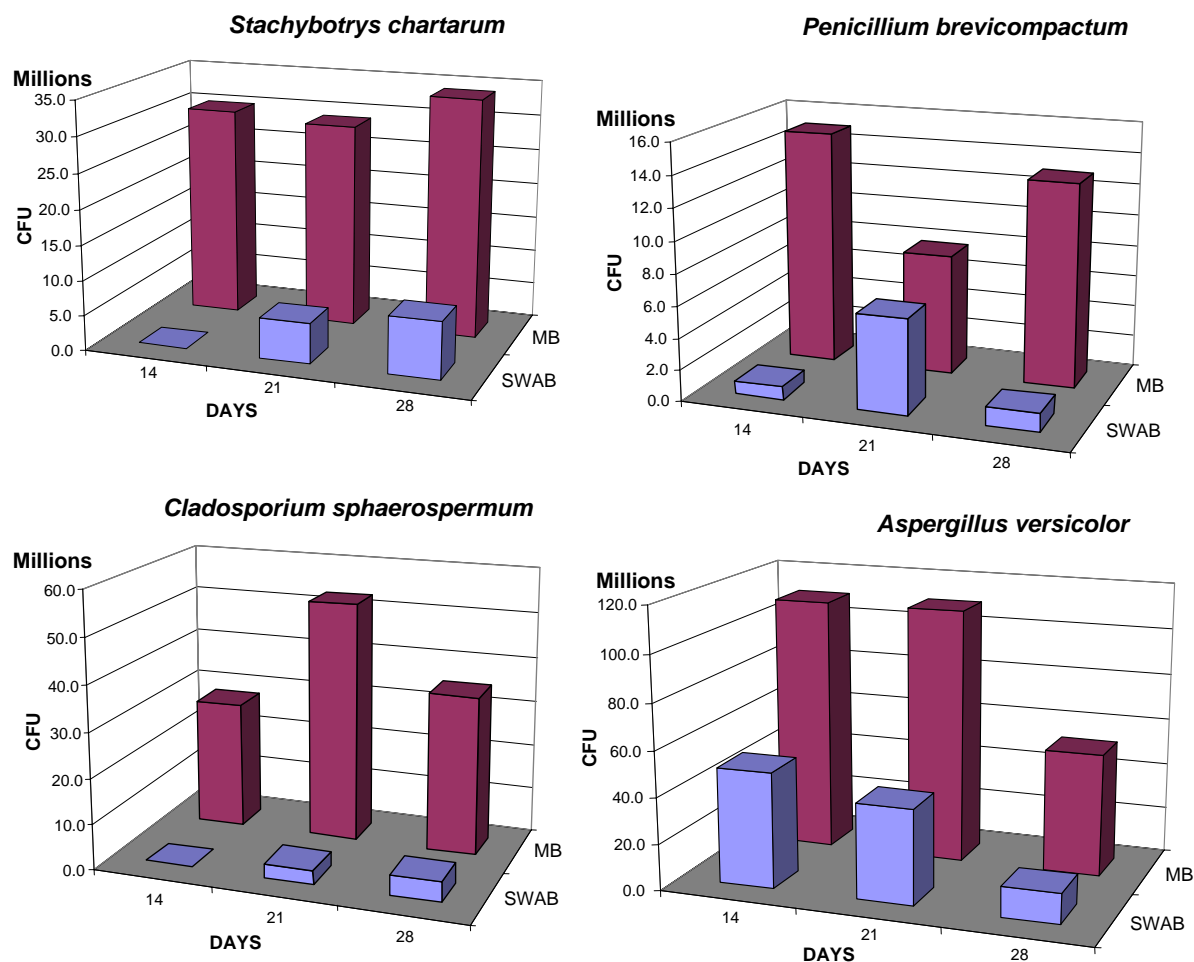 Stachybotrys chartarum
Millions
35.0
30.0
25.0
20.0
15.0
10.0
5.0
0.0
CFU
14
21
28
DAYS
MB
SWAB
Penicillium brevicompactum
Millions
16.0
14.0
12.0
10.0
8.0
6.0
4.0
2.0
0.0
CFU
14
21
28
DAYS
MB
SWAB
Cladosporium sphaerospermum
Millions
60.0
50.0
40.0
30.0
20.0
10.0
0.0
CFU
14
21
28
DAYS
MB
SWAB
Aspergillus versicolor
Millions
120.0
100.0
80.0
60.0
40.0
20.0
0.0
CFU
14
21
28
DAYS
MB
SWAB